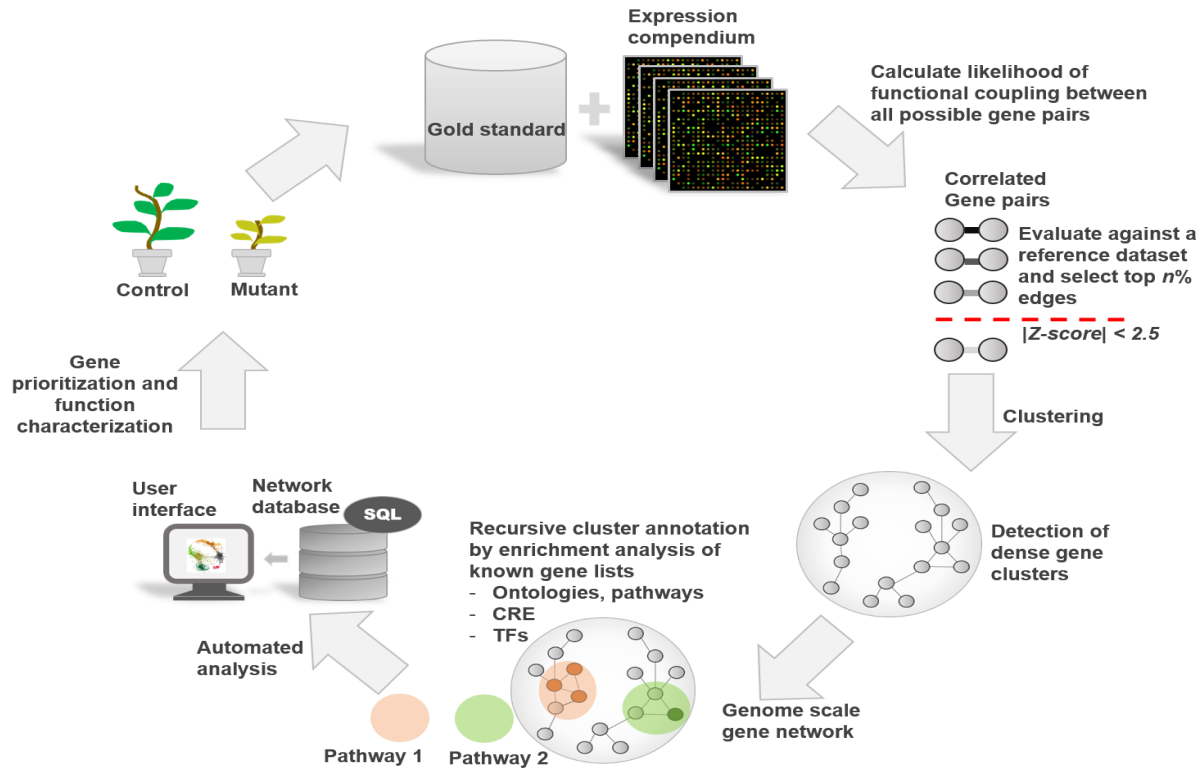 Gold standard
Expression
compendium
Calculate likelihood of
functional coupling between
all possible gene pairs
Correlated
Gene pairs
Evaluate against a
reference dataset
and select top n%
edges
|Z-score| < 2.5
Clustering
Detection of
dense gene
clusters
Genome scale
gene network
Recursive cluster annotation
by enrichment analysis of
known gene lists
- Ontologies, pathways
- CRE
- TFs
Pathway 1
Pathway 2
Automated
analysis
Network
database
SQL
User
interface
Gene
prioritization and
function
characterization
Control
Mutant